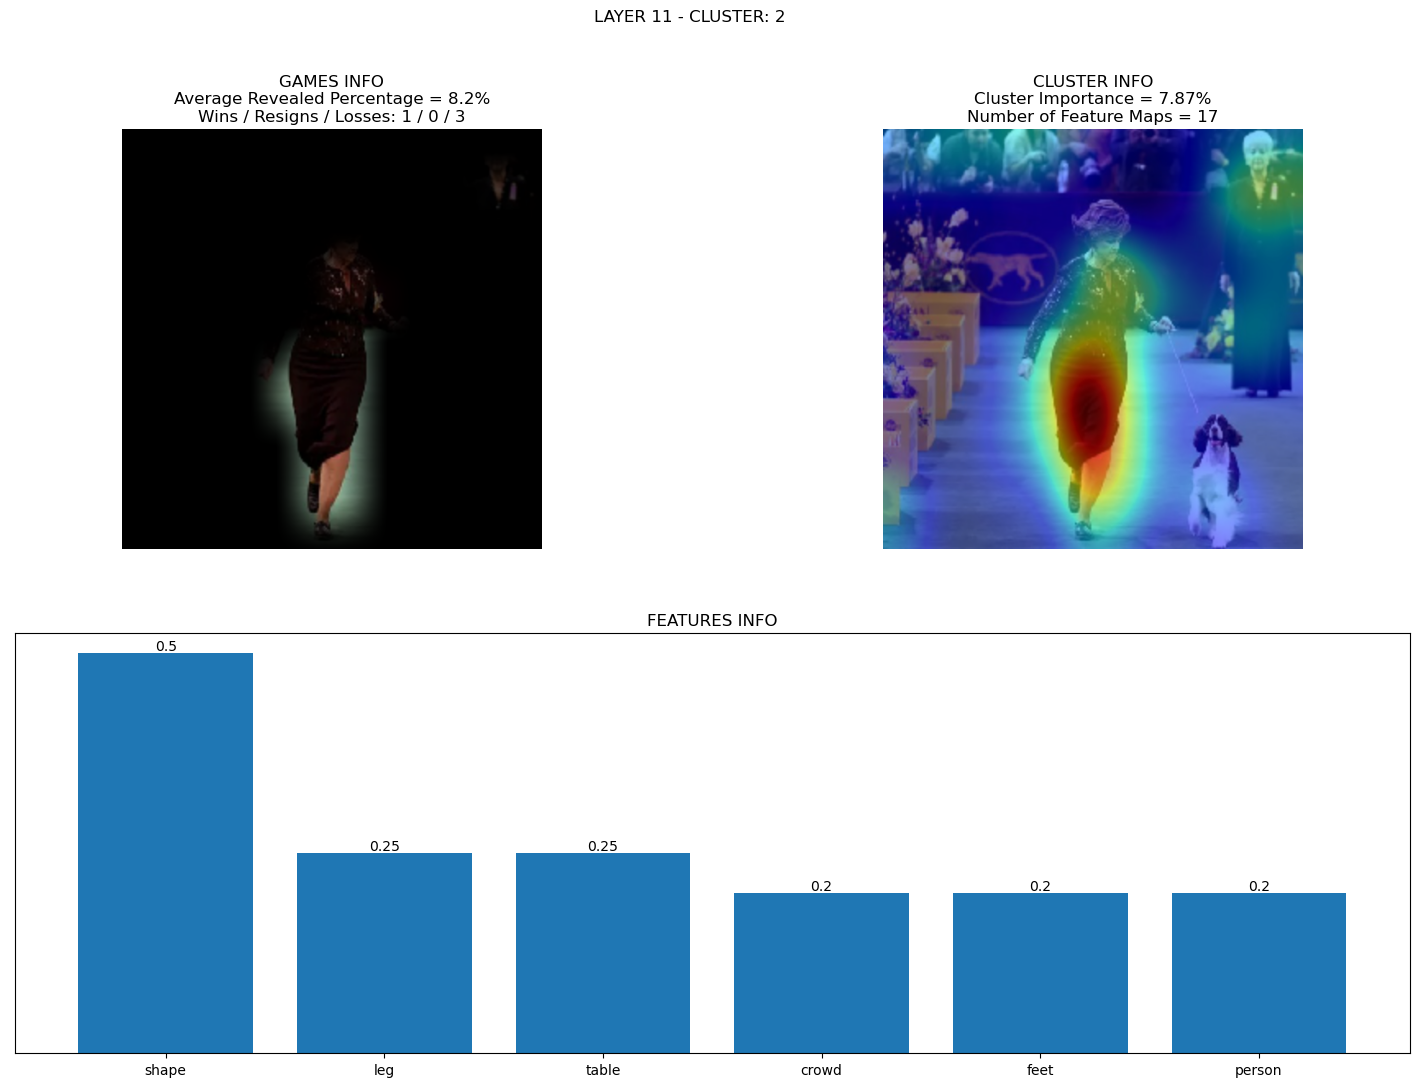 LAYER 11 - CLUSTER: 2
GAMES INFO
Average Revealed Percentage = 8.2%
Wins / Resigns / Losses: 1 / 0 / 3
CLUSTER INFO
Cluster Importance = 7.87%
Number of Feature Maps = 17
FEATURES INFO
0.5
0.25
0.25
0.2
0.2
0.2
shape
leg
table
crowd
feet
person